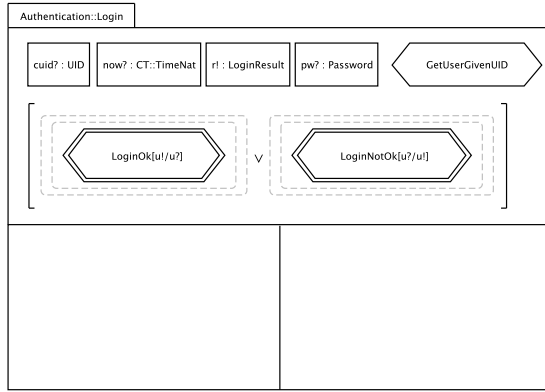 Authentication::Login
cuid? : UID
now? : CT::TimeNat
r! : LoginResult
pw? : Password
GetUserGivenUID
LoginOk[u!/u?]
∨
LoginNotOk[u?/u!]